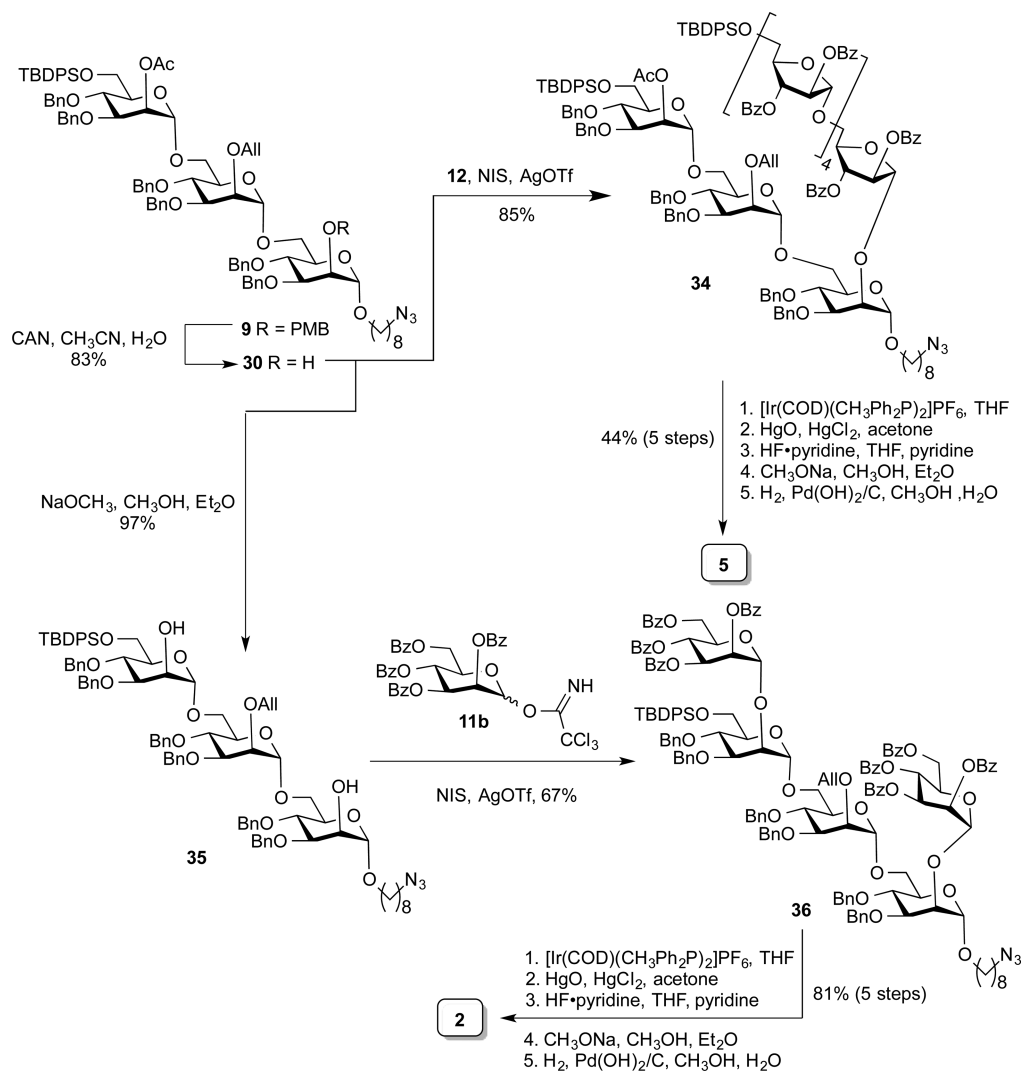 TBDPSO
OAc
BnO
BnO
O
O
OAll
BnO
BnO
O
O
OR
BnO
BnO
O
O
N3
8
CAN, CH3CN, H2O
83%
9 R = PMB
30 R = H
12, NIS, AgOTf
85%
TBDPSO
O
OBz
BzO
O
4
O
OBz
BzO
TBDPSO
AcO
BnO
BnO
O
O
OAll
BnO
BnO
O
O
O
BnO
BnO
O
O
N3
8
34
44% (5 steps)
1. [Ir(COD)(CH3Ph2P)2]PF6, THF
2. HgO, HgCl2, acetone
3. HF•pyridine, THF, pyridine
4. CH3ONa, CH3OH, Et2O
5. H2, Pd(OH)2/C, CH3OH ,H2O
5
NaOCH3, CH3OH, Et2O
97%
TBDPSO
OH
BnO
BnO
O
O
OAll
BnO
BnO
O
O
OH
BnO
BnO
O
O
N3
8
35
BzO
OBz
BzO
BzO
O
O
NH
CCl3
11b
NIS, AgOTf, 67%
BzO
OBz
BzO
BzO
O
O
TBDPSO
BnO
BnO
O
O
AllO
BnO
BnO
O
O
BzO
BzO
BzO
OBz
O
O
BnO
BnO
O
O
N3
8
36
1. [Ir(COD)(CH3Ph2P)2]PF6, THF
2. HgO, HgCl2, acetone
3. HF•pyridine, THF, pyridine
81% (5 steps)
2
4. CH3ONa, CH3OH, Et2O
5. H2, Pd(OH)2/C, CH3OH, H2O